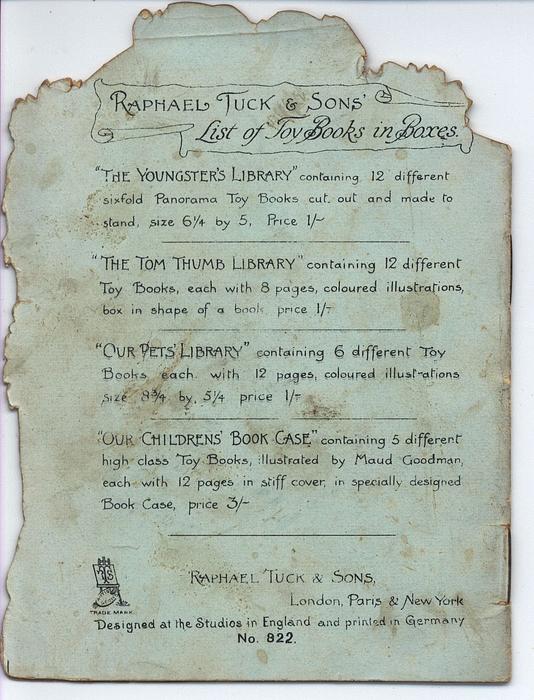 RAPHAEL TUCK & SONS'
List of Toy Books in Boxes.
"THE YOUNGSTER'S LIBRARY" containing 12 different
sixfold Panorama Toy Books cut out and made to
stand, size 6¼ by 5, Price 1/-
"THE TOM THUMB LIBRARY" containing 12 different
Toy Books, each with 8 pages, coloured illustrations,
box in shape of a book, price 1/-
"OUR PETS' LIBRARY" containing 6 different Toy
Books each with 12 pages, coloured illustrations
size 8¾ by 5¼ price 1/-
"OUR CHILDRENS' BOOK CASE" containing 5 different
high class Toy Books, illustrated by Maud Goodman,
each with 12 pages in stiff cover, in specially designed
Book Case, price 3/-
TRADE MARK
RAPHAEL TUCK & SONS,
London, Paris & New York
Designed at the Studios in England and printed in Germany
No. 822.